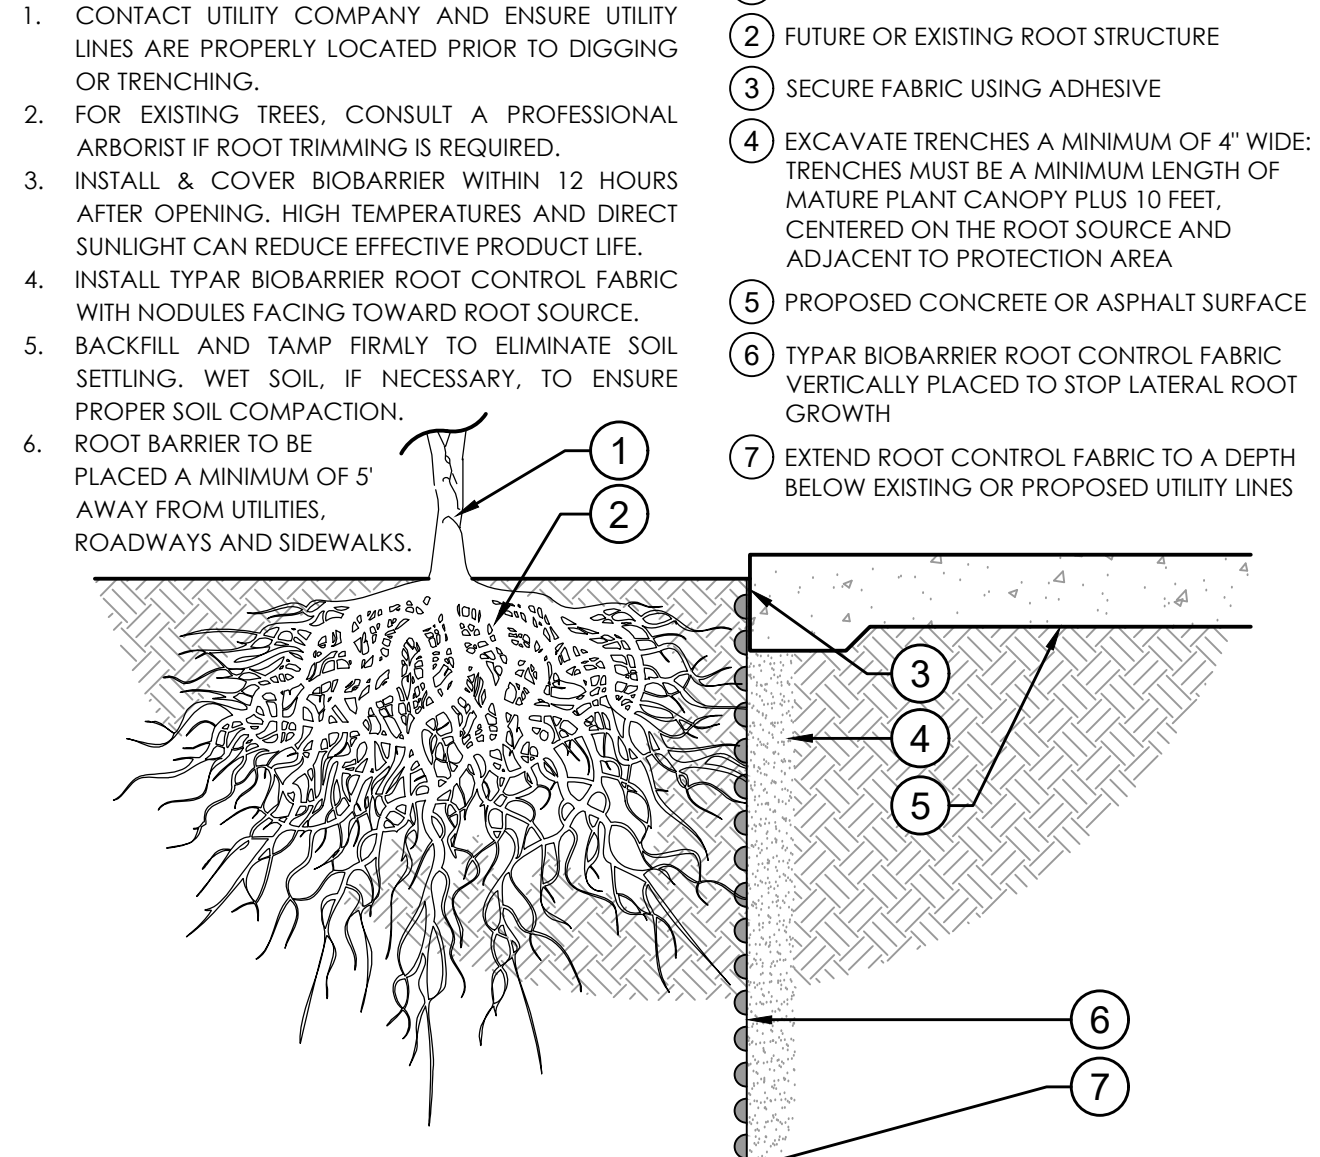 1. CONTACT UTILITY COMPANY AND ENSURE UTILITY
LINES ARE PROPERLY LOCATED PRIOR TO DIGGING
OR TRENCHING.
2. FOR EXISTING TREES, CONSULT A PROFESSIONAL
ARBORIST IF ROOT TRIMMING IS REQUIRED.
3. INSTALL & COVER BIOBARRIER WITHIN 12 HOURS
AFTER OPENING. HIGH TEMPERATURES AND DIRECT
SUNLIGHT CAN REDUCE EFFECTIVE PRODUCT LIFE.
4. INSTALL TYPAR BIOBARRIER ROOT CONTROL FABRIC
WITH NODULES FACING TOWARD ROOT SOURCE.
5. BACKFILL AND TAMP FIRMLY TO ELIMINATE SOIL
SETTLING. WET SOIL, IF NECESSARY, TO ENSURE
PROPER SOIL COMPACTION.
6. ROOT BARRIER TO BE
PLACED A MINIMUM OF 5'
AWAY FROM UTILITIES,
ROADWAYS AND SIDEWALKS.
2 FUTURE OR EXISTING ROOT STRUCTURE
3 SECURE FABRIC USING ADHESIVE
4 EXCAVATE TRENCHES A MINIMUM OF 4" WIDE:
TRENCHES MUST BE A MINIMUM LENGTH OF
MATURE PLANT CANOPY PLUS 10 FEET,
CENTERED ON THE ROOT SOURCE AND
ADJACENT TO PROTECTION AREA
5 PROPOSED CONCRETE OR ASPHALT SURFACE
6 TYPAR BIOBARRIER ROOT CONTROL FABRIC
VERTICALLY PLACED TO STOP LATERAL ROOT
GROWTH
7 EXTEND ROOT CONTROL FABRIC TO A DEPTH
BELOW EXISTING OR PROPOSED UTILITY LINES
1
2
3
4
5
6
7